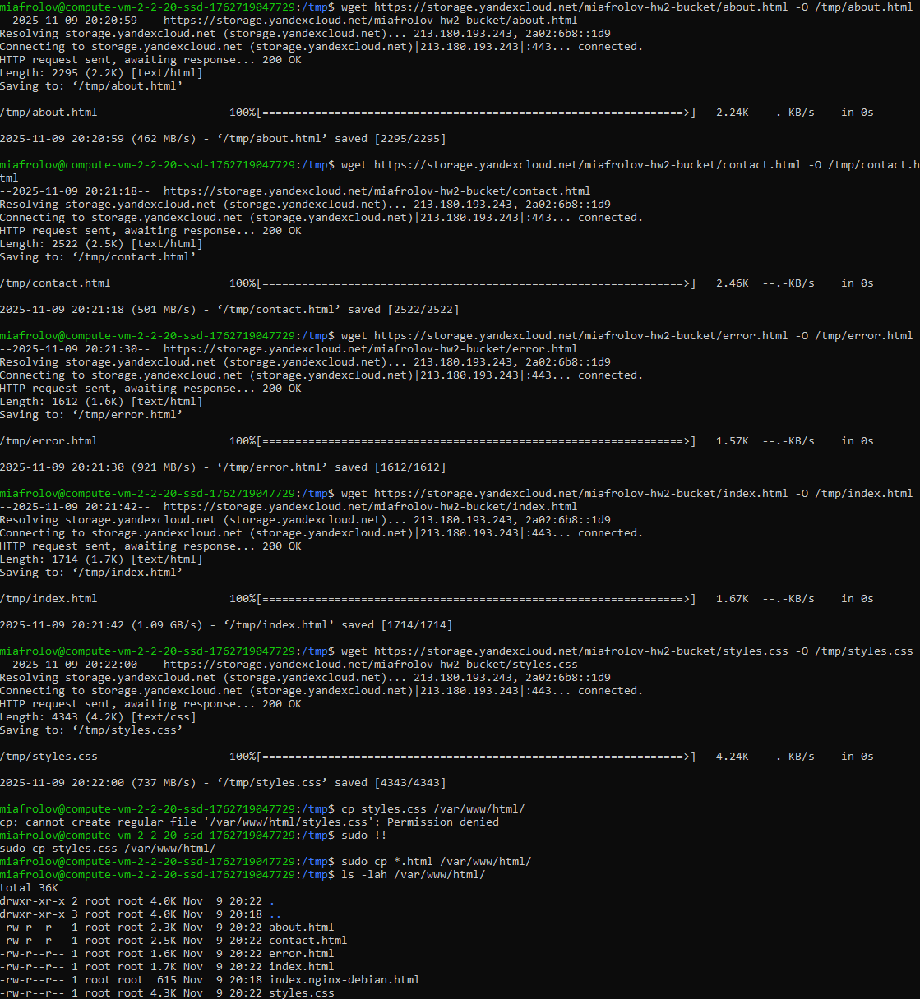 miafrolov@compute-vm-2-2-20-ssd-1762719047729:/tmp$ wget https://storage.yandexcloud.net/miafrolov-hw2-bucket/about.html -O /tmp/about.html
--2025-11-09 20:20:59--  https://storage.yandexcloud.net/miafrolov-hw2-bucket/about.html
Resolving storage.yandexcloud.net (storage.yandexcloud.net)... 213.180.193.243, 2a02:6b8::1d9
Connecting to storage.yandexcloud.net (storage.yandexcloud.net)|213.180.193.243|:443... connected.
HTTP request sent, awaiting response... 200 OK
Length: 2295 (2.2K) [text/html]
Saving to: ‘/tmp/about.html’
/tmp/about.html                    100%[================================================================>]   2.24K  --.-KB/s    in 0s
2025-11-09 20:20:59 (462 MB/s) - ‘/tmp/about.html’ saved [2295/2295]
miafrolov@compute-vm-2-2-20-ssd-1762719047729:/tmp$ wget https://storage.yandexcloud.net/miafrolov-hw2-bucket/contact.html -O /tmp/contact.h
tml
--2025-11-09 20:21:18--  https://storage.yandexcloud.net/miafrolov-hw2-bucket/contact.html
Resolving storage.yandexcloud.net (storage.yandexcloud.net)... 213.180.193.243, 2a02:6b8::1d9
Connecting to storage.yandexcloud.net (storage.yandexcloud.net)|213.180.193.243|:443... connected.
HTTP request sent, awaiting response... 200 OK
Length: 2522 (2.5K) [text/html]
Saving to: ‘/tmp/contact.html’
/tmp/contact.html                  100%[================================================================>]   2.46K  --.-KB/s    in 0s
2025-11-09 20:21:18 (501 MB/s) - ‘/tmp/contact.html’ saved [2522/2522]
miafrolov@compute-vm-2-2-20-ssd-1762719047729:/tmp$ wget https://storage.yandexcloud.net/miafrolov-hw2-bucket/error.html -O /tmp/error.html
--2025-11-09 20:21:30--  https://storage.yandexcloud.net/miafrolov-hw2-bucket/error.html
Resolving storage.yandexcloud.net (storage.yandexcloud.net)... 213.180.193.243, 2a02:6b8::1d9
Connecting to storage.yandexcloud.net (storage.yandexcloud.net)|213.180.193.243|:443... connected.
HTTP request sent, awaiting response... 200 OK
Length: 1612 (1.6K) [text/html]
Saving to: ‘/tmp/error.html’
/tmp/error.html                    100%[================================================================>]   1.57K  --.-KB/s    in 0s
2025-11-09 20:21:30 (921 MB/s) - ‘/tmp/error.html’ saved [1612/1612]
miafrolov@compute-vm-2-2-20-ssd-1762719047729:/tmp$ wget https://storage.yandexcloud.net/miafrolov-hw2-bucket/index.html -O /tmp/index.html
--2025-11-09 20:21:42--  https://storage.yandexcloud.net/miafrolov-hw2-bucket/index.html
Resolving storage.yandexcloud.net (storage.yandexcloud.net)... 213.180.193.243, 2a02:6b8::1d9
Connecting to storage.yandexcloud.net (storage.yandexcloud.net)|213.180.193.243|:443... connected.
HTTP request sent, awaiting response... 200 OK
Length: 1714 (1.7K) [text/html]
Saving to: ‘/tmp/index.html’
/tmp/index.html                    100%[================================================================>]   1.67K  --.-KB/s    in 0s
2025-11-09 20:21:42 (1.09 GB/s) - ‘/tmp/index.html’ saved [1714/1714]
miafrolov@compute-vm-2-2-20-ssd-1762719047729:/tmp$ wget https://storage.yandexcloud.net/miafrolov-hw2-bucket/styles.css -O /tmp/styles.css
--2025-11-09 20:22:00--  https://storage.yandexcloud.net/miafrolov-hw2-bucket/styles.css
Resolving storage.yandexcloud.net (storage.yandexcloud.net)... 213.180.193.243, 2a02:6b8::1d9
Connecting to storage.yandexcloud.net (storage.yandexcloud.net)|213.180.193.243|:443... connected.
HTTP request sent, awaiting response... 200 OK
Length: 4343 (4.2K) [text/css]
Saving to: ‘/tmp/styles.css’
/tmp/styles.css                    100%[================================================================>]   4.24K  --.-KB/s    in 0s
2025-11-09 20:22:00 (737 MB/s) - ‘/tmp/styles.css’ saved [4343/4343]
miafrolov@compute-vm-2-2-20-ssd-1762719047729:/tmp$ cp styles.css /var/www/html/
cp: cannot create regular file '/var/www/html/styles.css': Permission denied
miafrolov@compute-vm-2-2-20-ssd-1762719047729:/tmp$ sudo !!
sudo cp styles.css /var/www/html/
miafrolov@compute-vm-2-2-20-ssd-1762719047729:/tmp$ sudo cp *.html /var/www/html/
miafrolov@compute-vm-2-2-20-ssd-1762719047729:/tmp$ ls -lah /var/www/html/
total 36K
drwxr-xr-x 2 root root 4.0K Nov  9 20:22 .
drwxr-xr-x 3 root root 4.0K Nov  9 20:18 ..
-rw-r--r-- 1 root root 2.3K Nov  9 20:22 about.html
-rw-r--r-- 1 root root 2.5K Nov  9 20:22 contact.html
-rw-r--r-- 1 root root 1.6K Nov  9 20:22 error.html
-rw-r--r-- 1 root root 1.7K Nov  9 20:22 index.html
-rw-r--r-- 1 root root  615 Nov  9 20:18 index.nginx-debian.html
-rw-r--r-- 1 root root 4.3K Nov  9 20:22 styles.css